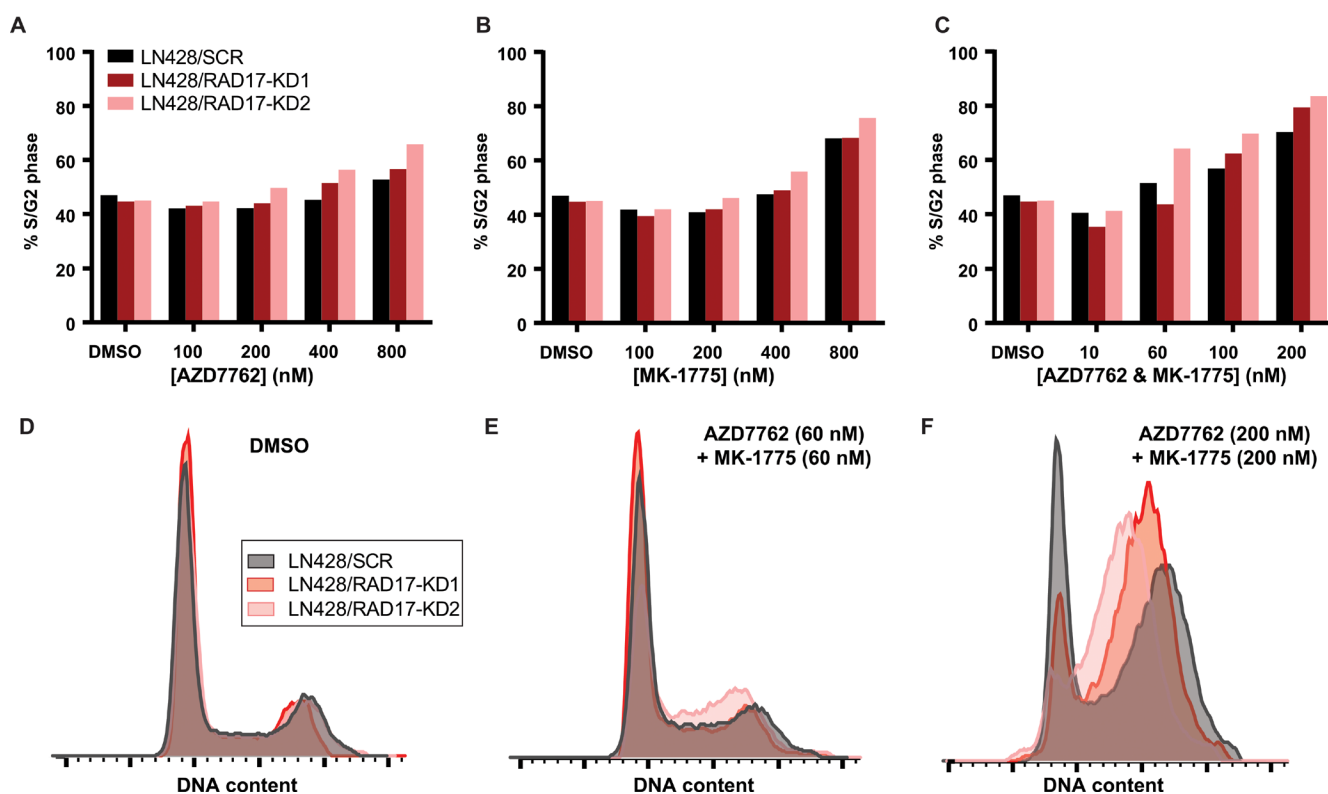 A
% S/G2 phase
100
80
60
40
20
0
LN428/SCR
LN428/RAD17-KD1
LN428/RAD17-KD2
DMSO 100 200 400 800
[AZD7762] (nM)
B
% S/G2 phase
100
80
60
40
20
0
DMSO 100 200 400 800
[MK-1775] (nM)
C
% S/G2 phase
100
80
60
40
20
0
DMSO 10 60 100 200
[AZD7762 & MK-1775] (nM)
D
DMSO
LN428/SCR
LN428/RAD17-KD1
LN428/RAD17-KD2
DNA content
E
AZD7762 (60 nM)
+ MK-1775 (60 nM)
DNA content
F
AZD7762 (200 nM)
+ MK-1775 (200 nM)
DNA content